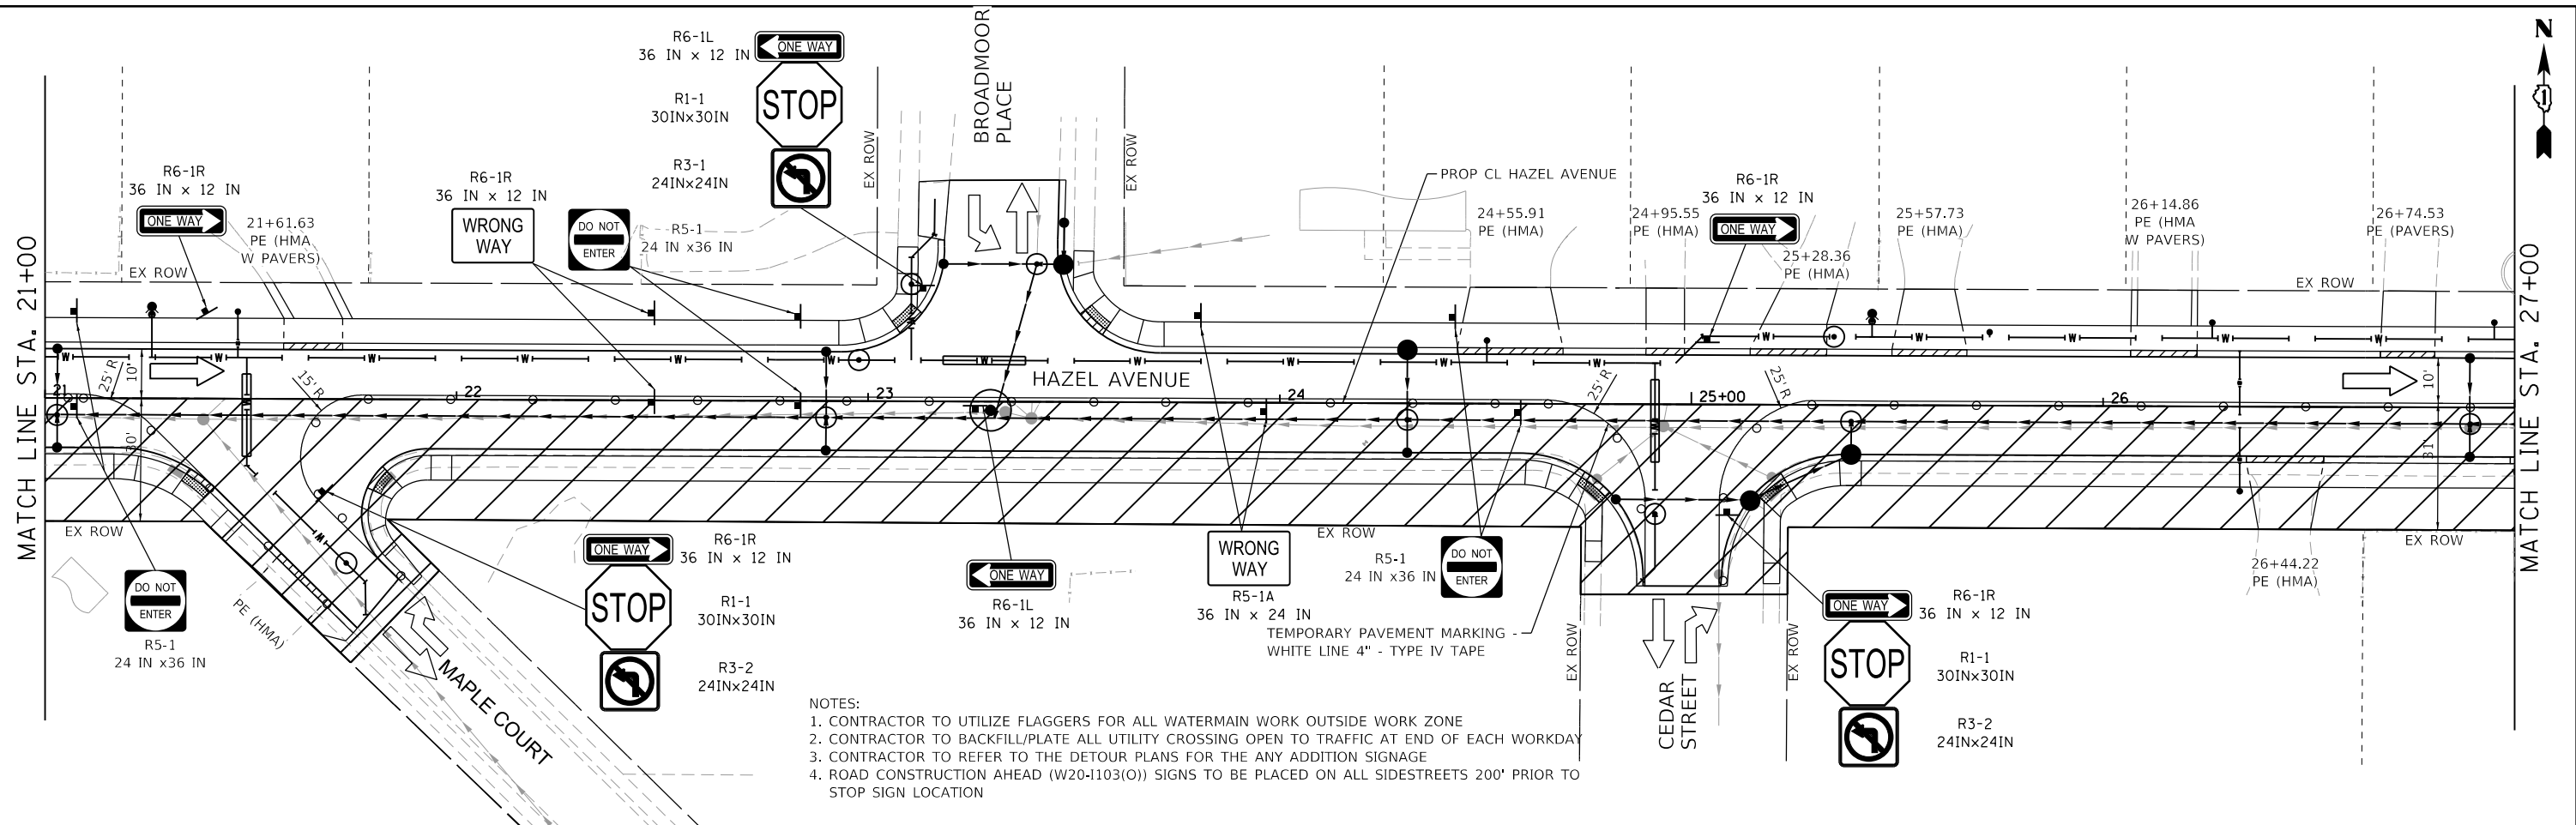 BROADMOOR
PLACE
N
1
R6-1L
36 IN x 12 IN
ONE WAY
R1-1
30INx30IN
STOP
R3-1
24INx24IN
EX ROW
EX ROW
R6-1R
36 IN x 12 IN
ONE WAY
21+61.63
PE (HMA
W PAVERS)
EX ROW
R6-1R
36 IN x 12 IN
WRONG
WAY
DO NOT
ENTER
R5-1
24 IN x36 IN
PROP CL HAZEL AVENUE
24+55.91
PE (HMA)
24+95.55
PE (HMA)
R6-1R
36 IN x 12 IN
ONE WAY
25+28.36
PE (HMA)
25+57.73
PE (HMA)
26+14.86
PE (HMA
W PAVERS)
26+74.53
PE (PAVERS)
EX ROW
MATCH LINE STA. 21+00
MATCH LINE STA. 27+00
W W W W W W W W W W W W W W W W
HAZEL AVENUE
21
25' R
10'
30'
15' R
22
23
24
25' R
25+00
25' R
26
10'
31'
W
W
W
EX ROW
EX ROW
EX ROW
DO NOT
ENTER
R5-1
24 IN x36 IN
PE (HMA)
MAPLE COURT
ONE WAY
R6-1R
36 IN x 12 IN
STOP
R1-1
30INx30IN
R3-2
24INx24IN
ONE WAY
R6-1L
36 IN x 12 IN
WRONG
WAY
R5-1A
36 IN x 24 IN
R5-1
24 IN x36 IN
DO NOT
ENTER
TEMPORARY PAVEMENT MARKING -
WHITE LINE 4" - TYPE IV TAPE
EX ROW
CEDAR
STREET
EX ROW
ONE WAY
R6-1R
36 IN x 12 IN
STOP
R1-1
30INx30IN
R3-2
24INx24IN
26+44.22
PE (HMA)
NOTES:
1. CONTRACTOR TO UTILIZE FLAGGERS FOR ALL WATERMAIN WORK OUTSIDE WORK ZONE
2. CONTRACTOR TO BACKFILL/PLATE ALL UTILITY CROSSING OPEN TO TRAFFIC AT END OF EACH WORKDAY
3. CONTRACTOR TO REFER TO THE DETOUR PLANS FOR THE ANY ADDITION SIGNAGE
4. ROAD CONSTRUCTION AHEAD (W20-I103(O)) SIGNS TO BE PLACED ON ALL SIDESTREETS 200' PRIOR TO
STOP SIGN LOCATION